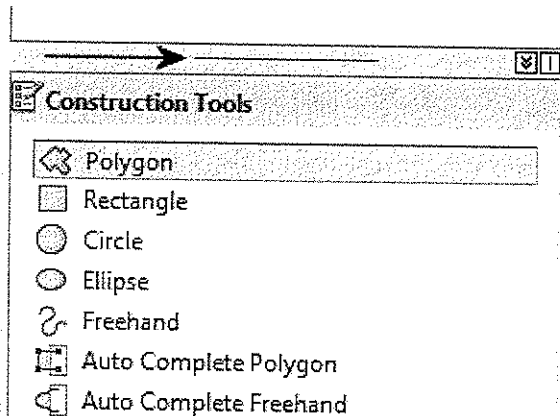 Construction Tools
Polygon
Rectangle
Circle
Ellipse
Freehand
Auto Complete Polygon
Auto Complete Freehand